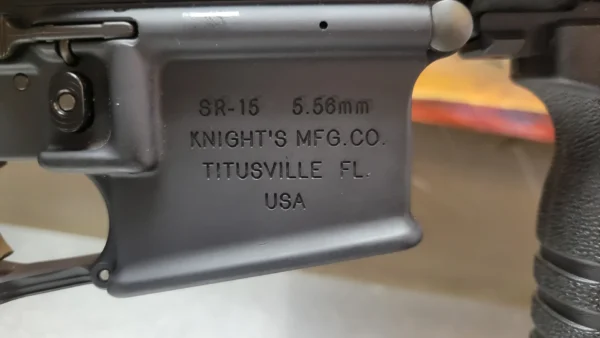 SR-15 5.56mm
KNIGHT'S MFG.CO.
TITUSVILLE FL.
USA